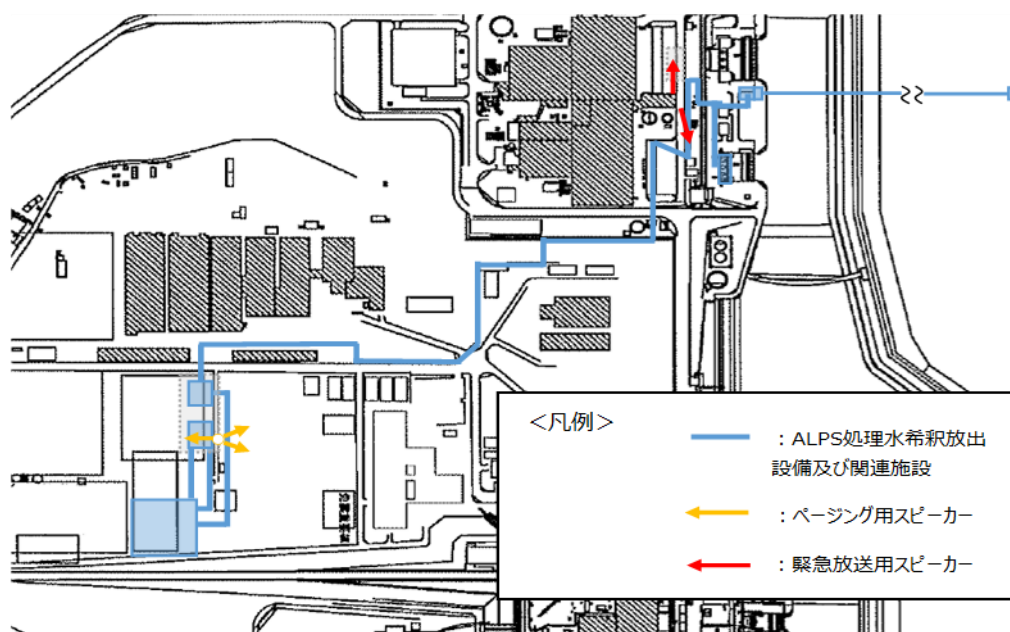 <凡例>
：ALPS処理水希釈放出
設備及び関連施設
：ページング用スピーカー
：緊急放送用スピーカー